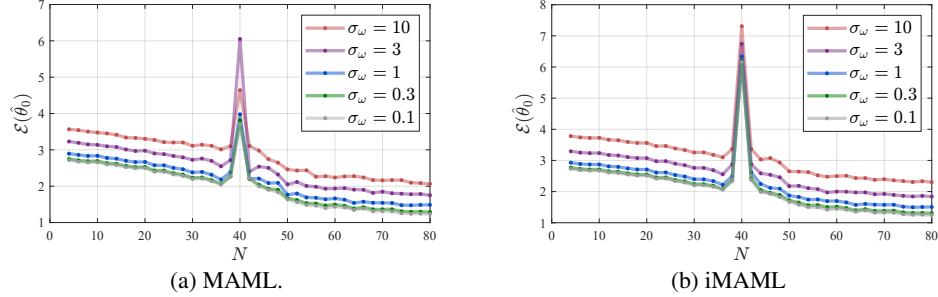 7
6
5
4
3
2
1
0 10 20 30 40 50 60 70 80
N
ℰ(θ̂₀)
σ_ω = 10
σ_ω = 3
σ_ω = 1
σ_ω = 0.3
σ_ω = 0.1
(a) MAML.
8
7
6
5
4
3
2
1
0 10 20 30 40 50 60 70 80
N
ℰ(θ̂₀)
σ_ω = 10
σ_ω = 3
σ_ω = 1
σ_ω = 0.3
σ_ω = 0.1
(b) iMAML